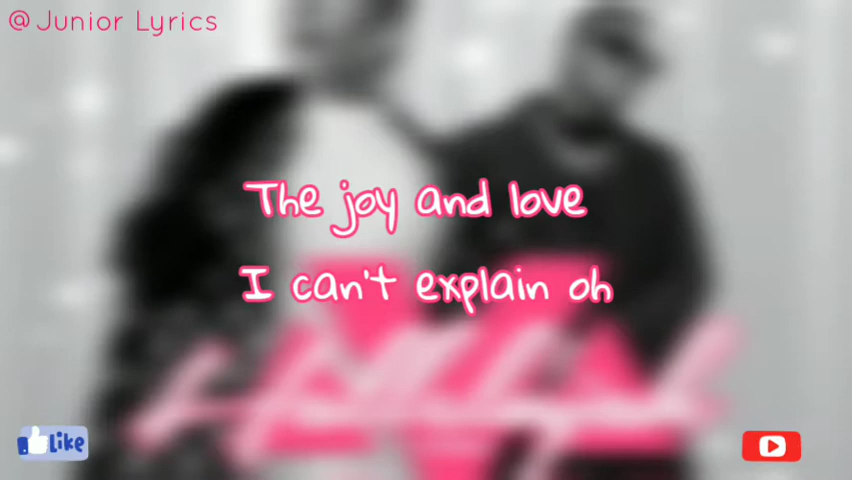 @Junior Lyrics
The joy and love
I can't explain oh
Like